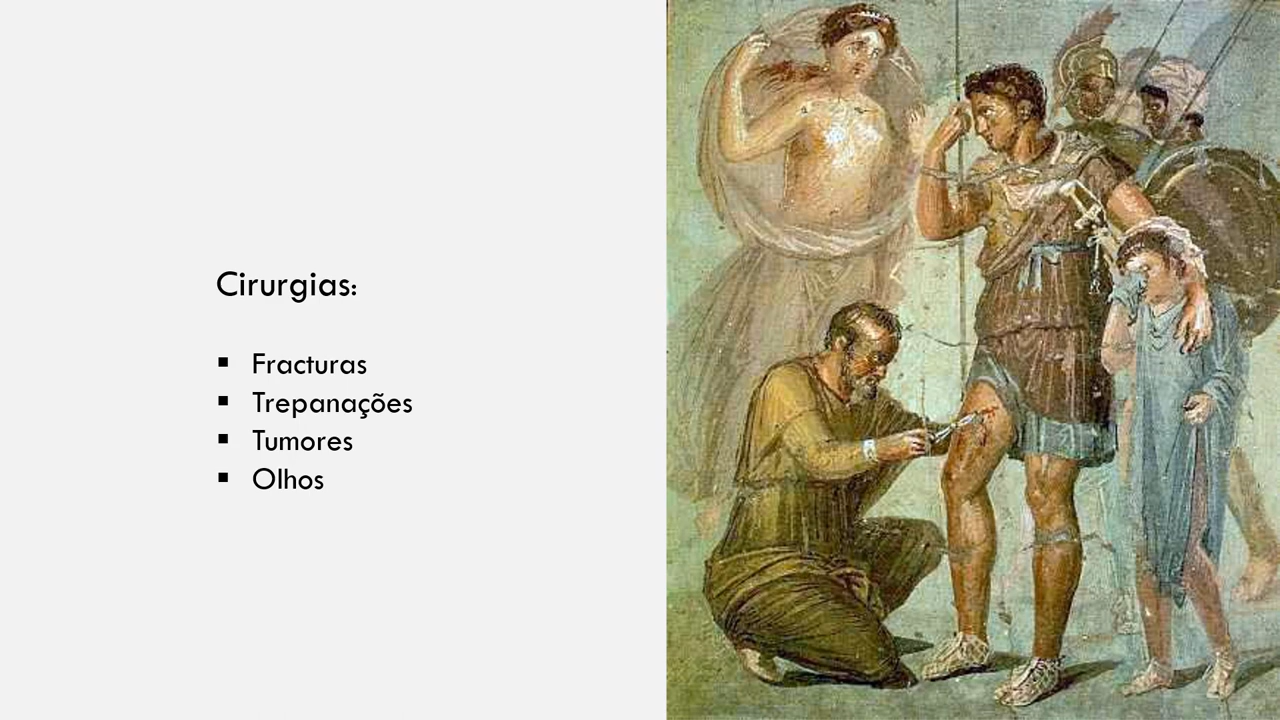 Cirurgias:
▪ Fracturas
▪ Trepanações
▪ Tumores
▪ Olhos